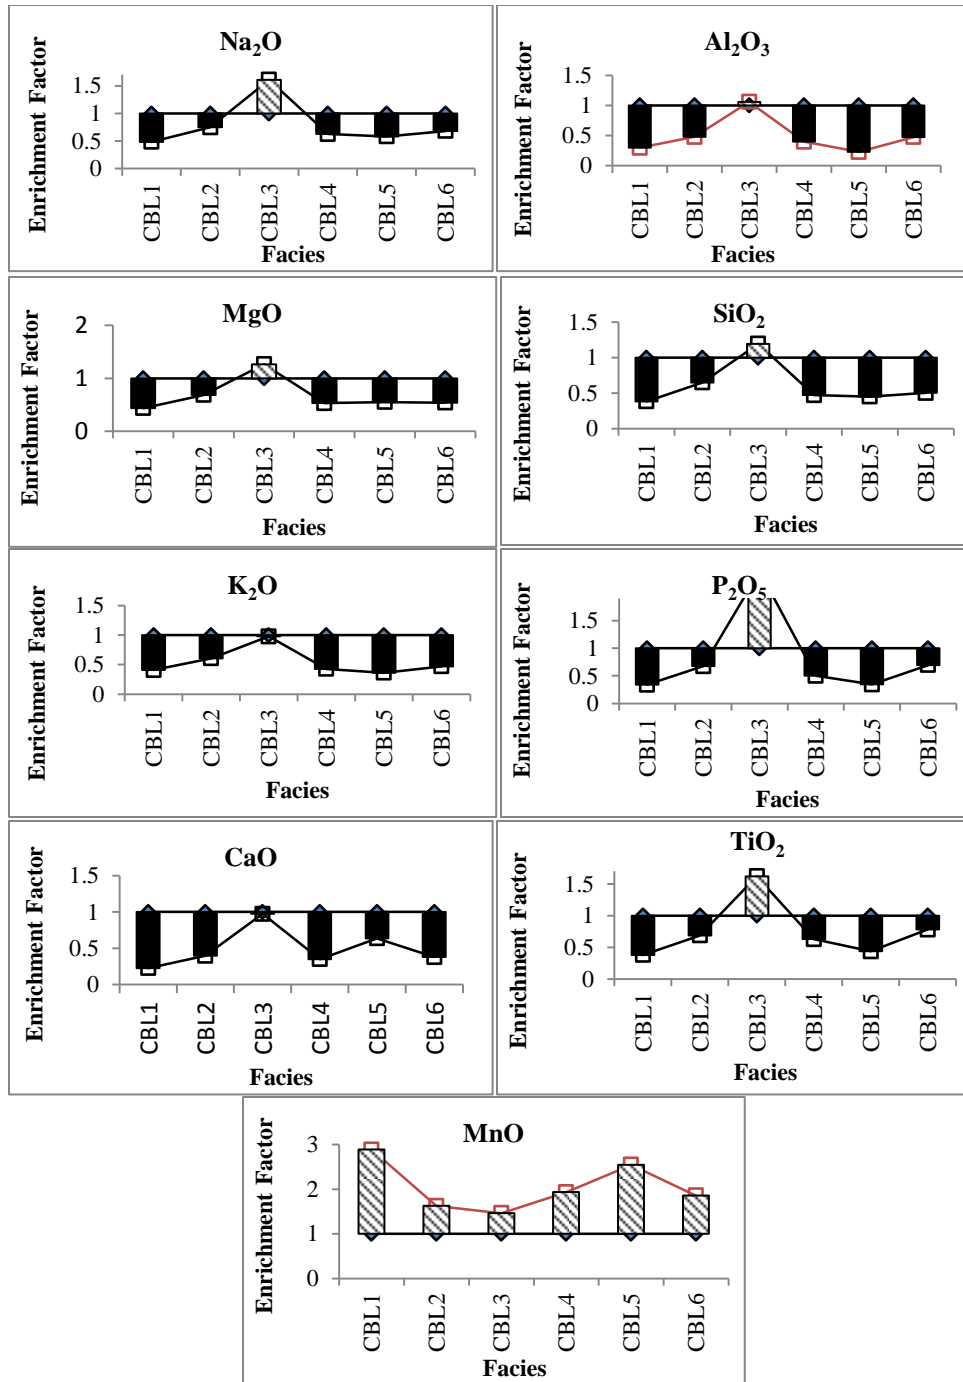 Na₂O
Enrichment Factor
1.5
1
0.5
0
CBL1
CBL2
CBL3
CBL4
CBL5
CBL6
Facies
Al₂O₃
Enrichment Factor
1.5
1
0.5
0
CBL1
CBL2
CBL3
CBL4
CBL5
CBL6
Facies
MgO
Enrichment Factor
2
1
0
CBL1
CBL2
CBL3
CBL4
CBL5
CBL6
Facies
SiO₂
Enrichment Factor
1.5
1
0.5
0
CBL1
CBL2
CBL3
CBL4
CBL5
CBL6
Facies
K₂O
Enrichment Factor
1.5
1
0.5
0
CBL1
CBL2
CBL3
CBL4
CBL5
CBL6
Facies
P₂O₅
Enrichment Factor
1.5
1
0.5
0
CBL1
CBL2
CBL3
CBL4
CBL5
CBL6
Facies
CaO
Enrichment Factor
1.5
1
0.5
0
CBL1
CBL2
CBL3
CBL4
CBL5
CBL6
Facies
TiO₂
Enrichment Factor
1.5
1
0.5
0
CBL1
CBL2
CBL3
CBL4
CBL5
CBL6
Facies
MnO
Enrichment Factor
3
2
1
0
CBL1
CBL2
CBL3
CBL4
CBL5
CBL6
Facies